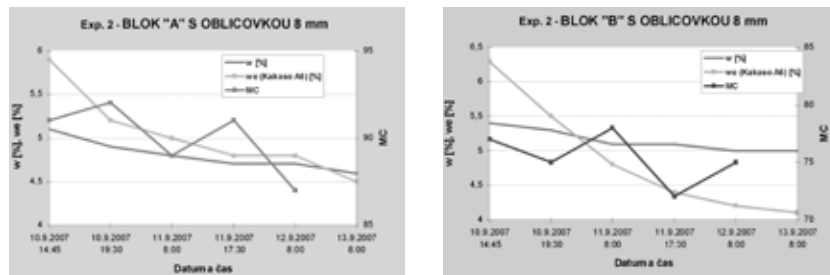 Exp. 2 - BLOK "A" S OBLICOVKOU 8 mm
w [%], we [%]
6
5,5
5
4,5
4
w [%]
we (Kakaso A6) [%]
MC
95
90
85
MC
10.9.2007 10.9.2007 11.9.2007 11.9.2007 12.9.2007 13.9.2007
14:45 19:30 8:00 17:30 8:00 8:00
Datum a čas
Exp. 2 - BLOK "B" S OBLICOVKOU 8 mm
w [%], we [%]
6,5
6
5,5
5
4,5
4
w [%]
we (Kakaso A6) [%]
MC
85
80
75
70
MC
10.9.2007 10.9.2007 11.9.2007 11.9.2007 12.9.2007 13.9.2007
14:45 19:30 8:00 17:30 8:00 8:00
Datum a čas